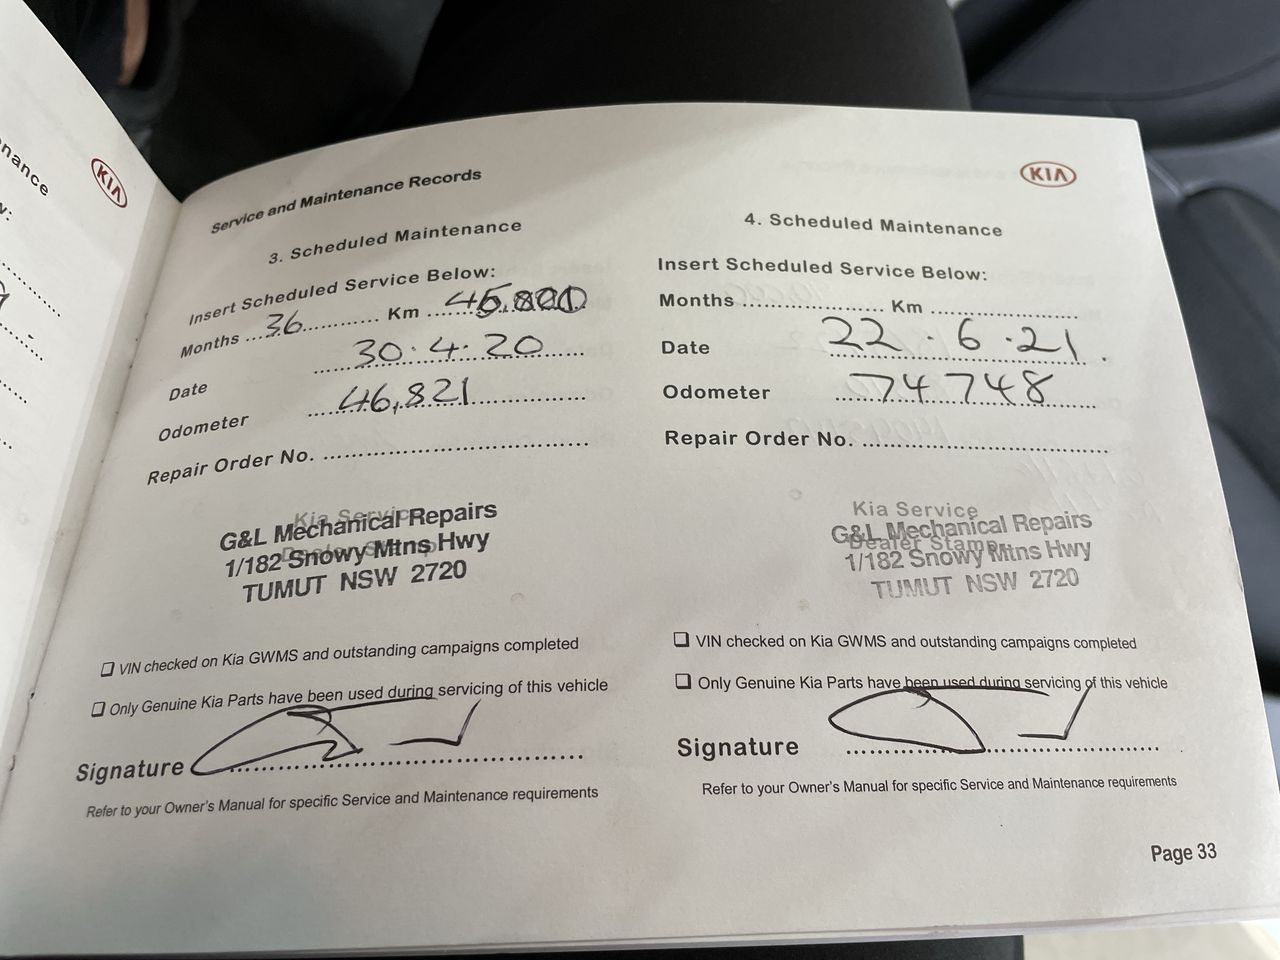 nance
KIA
Service and Maintenance Records
3. Scheduled Maintenance
Insert Scheduled Service Below:
Months 36 Km
Date 30.4.20
Odometer 46,821
Repair Order No.
Kia Service
Dealer Stamp
G&L Mechanical Repairs
1/182 Snowy Mtns Hwy
TUMUT NSW 2720
❑ VIN checked on Kia GWMS and outstanding campaigns completed
❑ Only Genuine Kia Parts have been used during servicing of this vehicle
Signature
Refer to your Owner's Manual for specific Service and Maintenance requirements
KIA
4. Scheduled Maintenance
Insert Scheduled Service Below:
Months Km
Date 22.6.21.
Odometer 74748
Repair Order No.
Kia Service
Dealer Stamp
G&L Mechanical Repairs
1/182 Snowy Mtns Hwy
TUMUT NSW 2720
❑ VIN checked on Kia GWMS and outstanding campaigns completed
❑ Only Genuine Kia Parts have been used during servicing of this vehicle
Signature
Refer to your Owner's Manual for specific Service and Maintenance requirements
Page 33